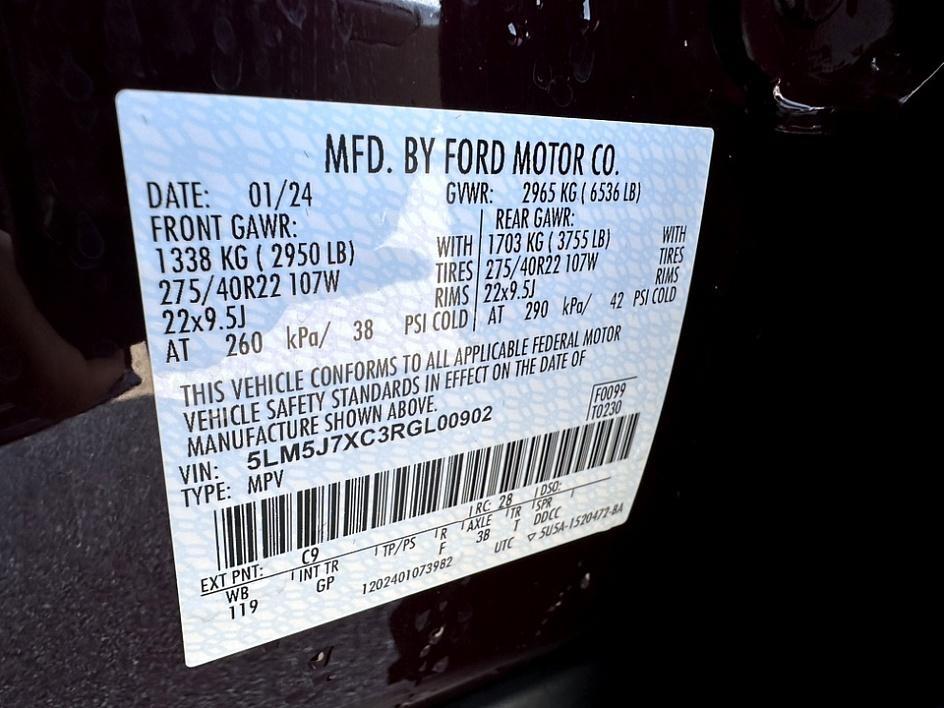 MFD. BY FORD MOTOR CO.
DATE: 01/24 GVWR: 2965 KG ( 6536 LB)
FRONT GAWR: REAR GAWR:
1338 KG ( 2950 LB) WITH 1703 KG ( 3755 LB) WITH
275/40R22 107W TIRES 275/40R22 107W TIRES
22x9.5J RIMS 22x9.5J RIMS
AT 260 kPa/ 38 PSI COLD AT 290 kPa/ 42 PSI COLD
THIS VEHICLE CONFORMS TO ALL APPLICABLE FEDERAL MOTOR
VEHICLE SAFETY STANDARDS IN EFFECT ON THE DATE OF
MANUFACTURE SHOWN ABOVE.
F0099
T0230
VIN: 5LM5J7XC3RGL00902
TYPE: MPV
EXT PNT: C9 RC: 28 DSO:
WB INT TR TP/PS R AXLE TR SPR
119 GP F 3B T DDCC
1202401073982 UTC ▽ 5U5A-1520472-BA